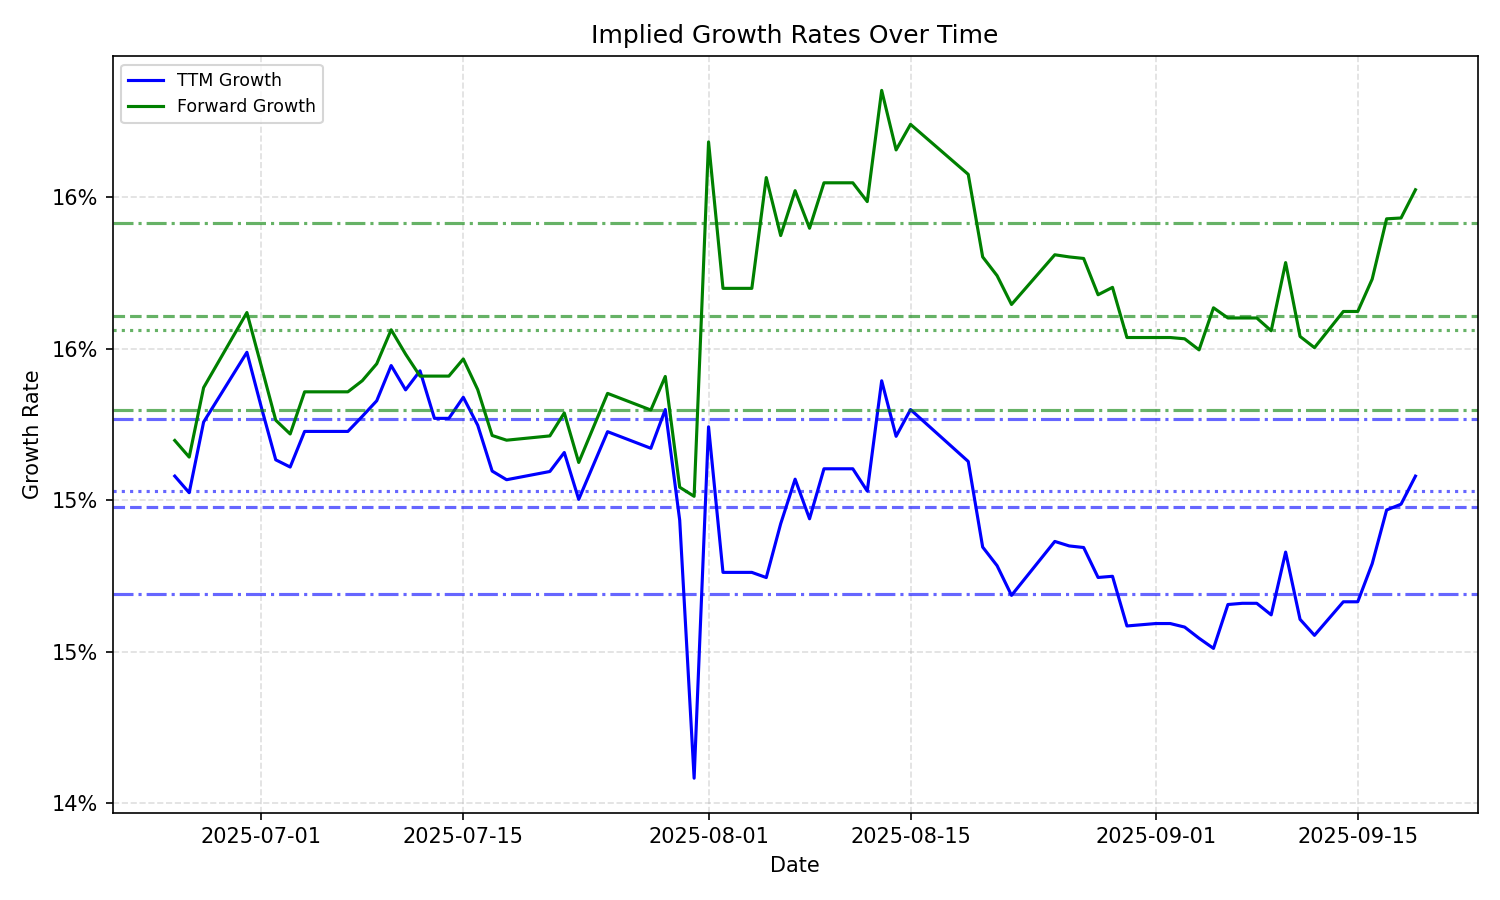 Implied Growth Rates Over Time
TTM Growth
Forward Growth
16%
16%
15%
15%
14%
Growth Rate
2025-07-01 2025-07-15 2025-08-01 2025-08-15 2025-09-01 2025-09-15
Date